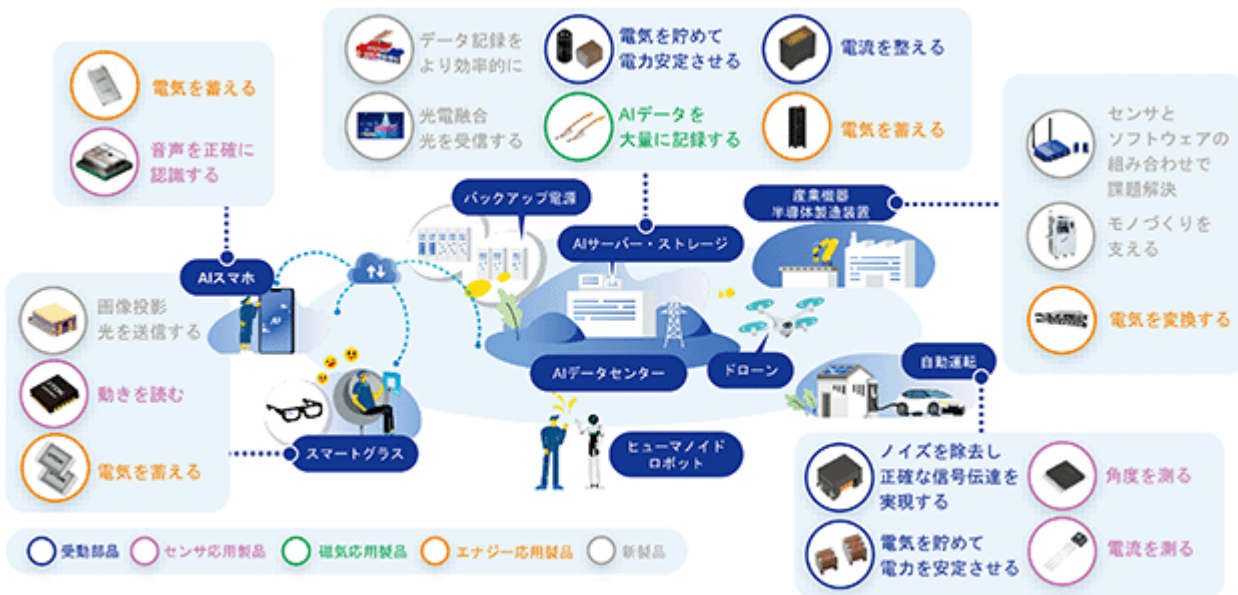 データ記録を
より効率的に
電気を貯めて
電力安定させる
電流を整える
光電融合
光を受信する
AIデータを
大量に記録する
電気を蓄える
電気を蓄える
音声を正確に
認識する
センサと
ソフトウェアの
組み合わせで
課題解決
モノづくりを
支える
電気を変換する
バックアップ電源
産業機器
半導体製造装置
AIサーバー・ストレージ
AIスマホ
AI
画像投影
光を送信する
動きを読む
電気を蓄える
スマートグラス
AIデータセンター
ドローン
自動運転
ヒューマノイド
ロボット
ノイズを除去し
正確な信号伝達を
実現する
角度を測る
電気を貯めて
電力を安定させる
電流を測る
受動部品
センサ応用製品
磁気応用製品
エナジー応用製品
新製品